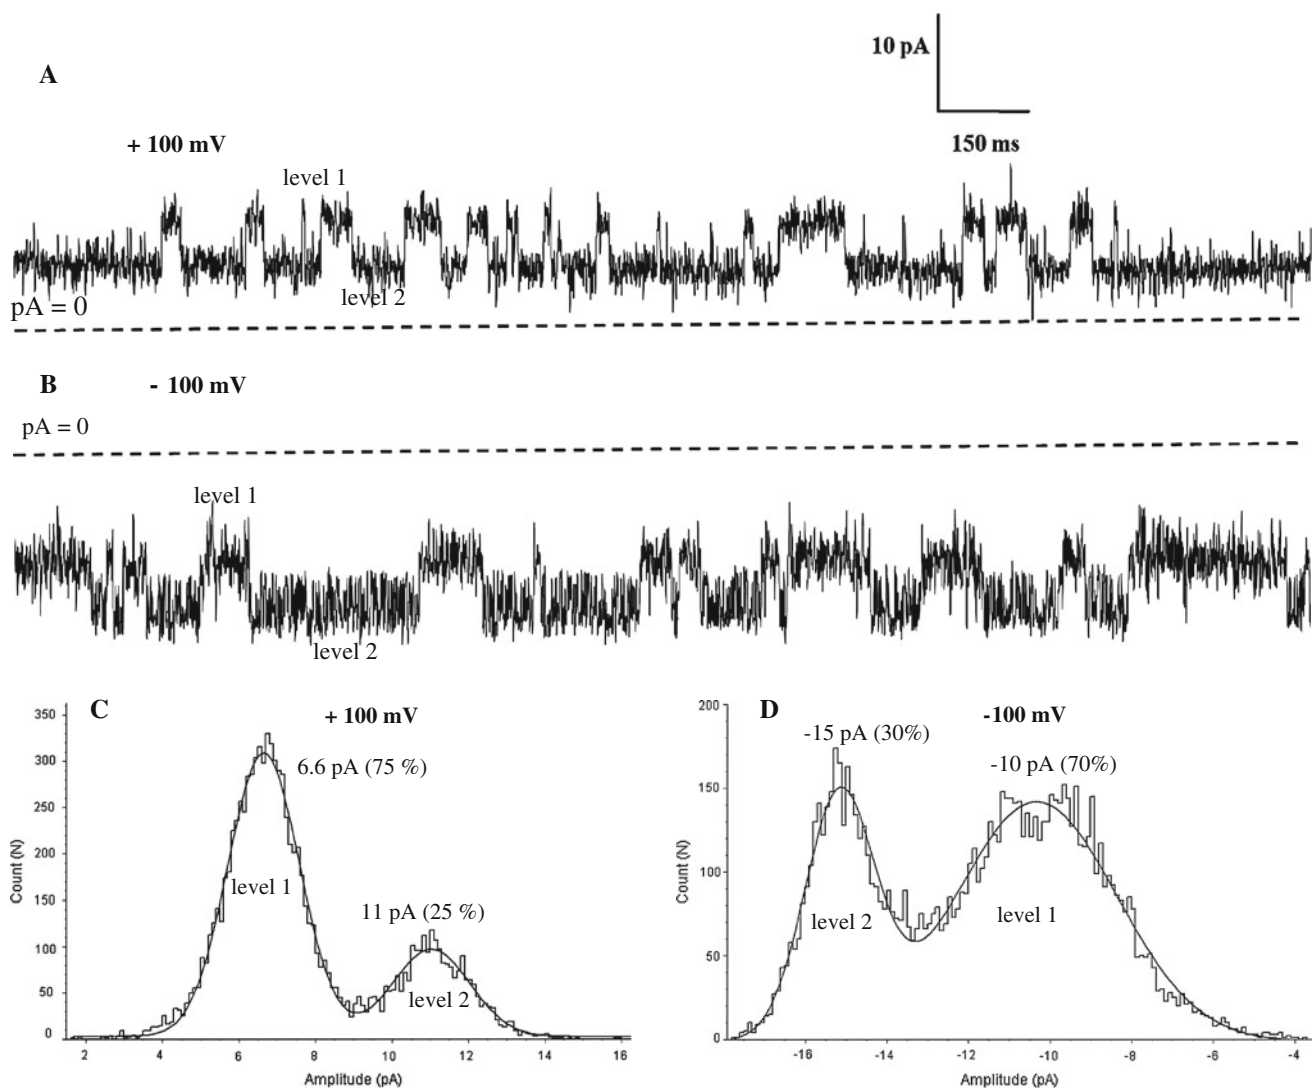 10 pA
A
+ 100 mV
150 ms
level 1
level 2
pA = 0
B
- 100 mV
pA = 0
level 1
level 2
C
+ 100 mV
6.6 pA (75 %)
level 1
11 pA (25 %)
level 2
350
300
250
200
150
100
50
0
Count (N)
2 4 6 8 10 12 14 16
Amplitude (pA)
D
-100 mV
-15 pA (30%)
-10 pA (70%)
level 2
level 1
200
150
100
50
0
Count (N)
-16 -14 -12 -10 -8 -6 -4
Amplitude (pA)